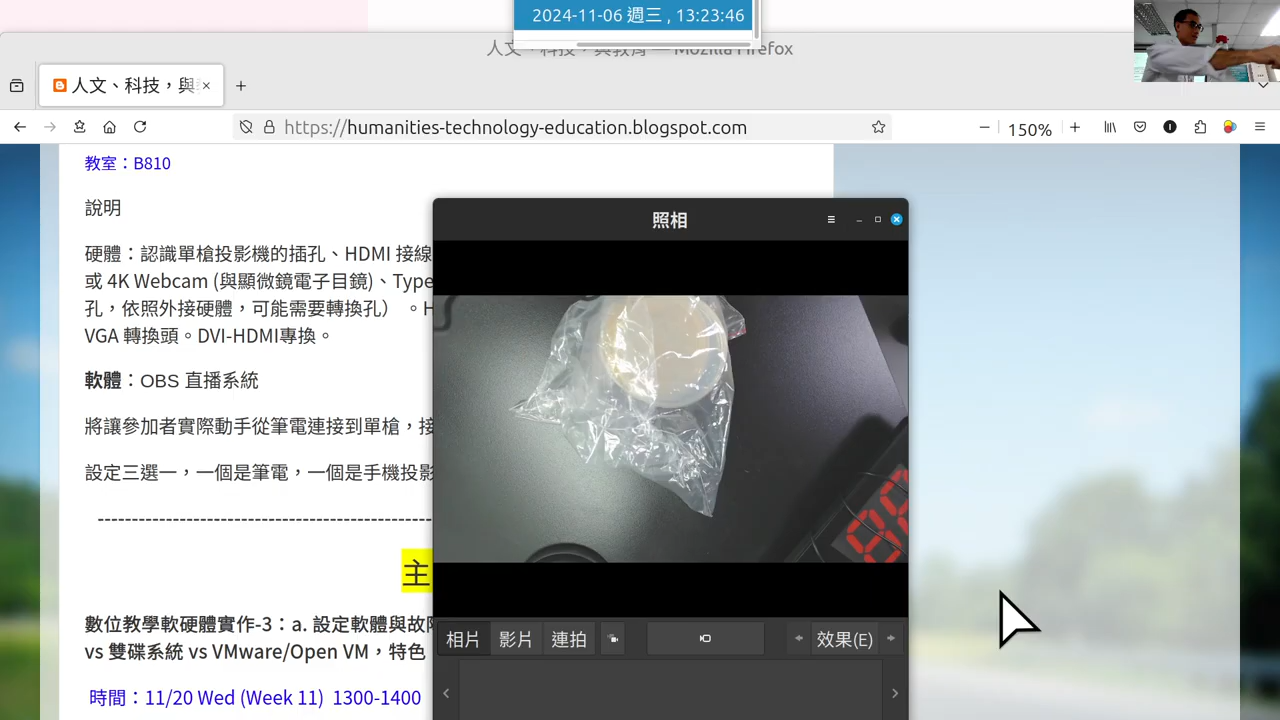 2024-11-06 週三 , 13:23:46
人文、科技，與教育 — Mozilla Firefox
人文、科技，與
https://humanities-technology-education.blogspot.com
150%
教室：B810
說明
硬體：認識單槍投影機的插孔、HDMI 接線
或 4K Webcam (與顯微鏡電子目鏡)、Type
孔，依照外接硬體，可能需要轉換孔） 。H
VGA 轉換頭。DVI-HDMI專換。
軟體：OBS 直播系統
將讓參加者實際動手從筆電連接到單槍，接
設定三選一，一個是筆電，一個是手機投影
-------------------------------------------------
主
數位教學軟硬體實作-3：a. 設定軟體與故
vs 雙碟系統 vs VMware/Open VM，特色
時間：11/20 Wed (Week 11)  1300-1400
照相
相片
影片
連拍
效果(E)